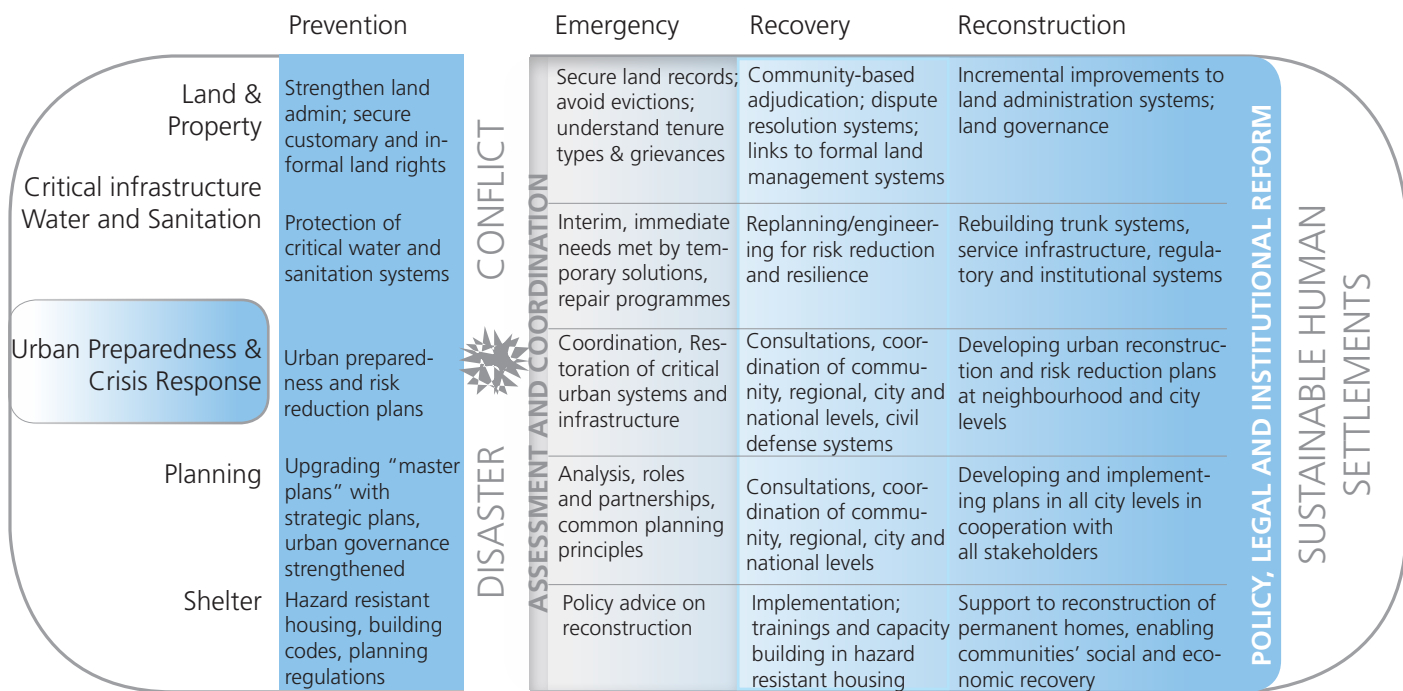 Prevention
Emergency
Recovery
Reconstruction
Land &
Property
Strengthen land
admin; secure
customary and in-
formal land rights
Secure land records;
avoid evictions;
understand tenure
types & grievances
Community-based
adjudication; dispute
resolution systems;
links to formal land
management systems
Incremental improvements to
land administration systems;
land governance
Critical infrastructure
Water and Sanitation
Protection of
critical water and
sanitation systems
Interim, immediate
needs met by tem-
porary solutions,
repair programmes
Replanning/engineer-
ing for risk reduction
and resilience
Rebuilding trunk systems,
service infrastructure, regula-
tory and institutional systems
Urban Preparedness &
Crisis Response
Urban prepared-
ness and risk
reduction plans
Coordination, Res-
toration of critical
urban systems and
infrastructure
Consultations, coor-
dination of commu-
nity, regional, city and
national levels, civil
defense systems
Developing urban reconstruc-
tion and risk reduction plans
at neighbourhood and city
levels
Planning
Upgrading “master
plans” with
strategic plans,
urban governance
strengthened
Analysis, roles
and partnerships,
common planning
principles
Consultations, coor-
dination of commu-
nity, regional, city and
national levels
Developing and implement-
ing plans in all city levels in
cooperation with
all stakeholders
Shelter
Hazard resistant
housing, building
codes, planning
regulations
Policy advice on
reconstruction
Implementation;
trainings and capacity
building in hazard
resistant housing
Support to reconstruction of
permanent homes, enabling
communities’ social and eco-
nomic recovery
DISASTER
CONFLICT
ASSESSMENT AND COORDINATION
POLICY, LEGAL AND INSTITUTIONAL REFORM
SUSTAINABLE HUMAN
SETTLEMENTS